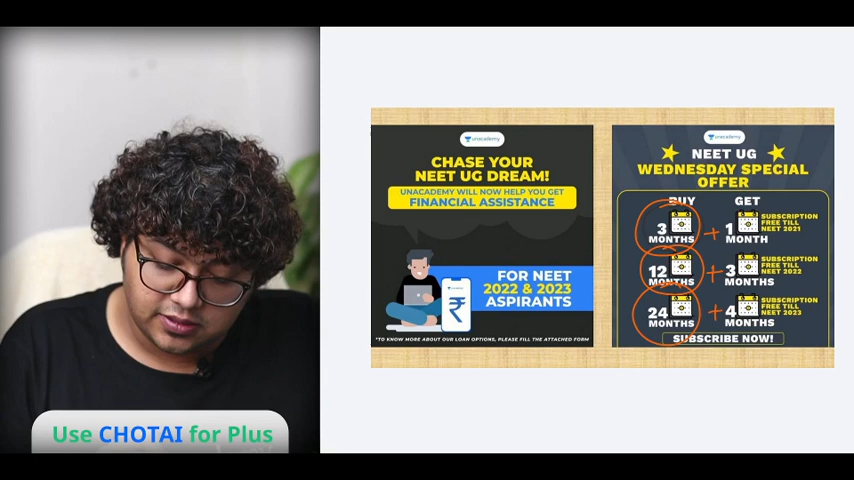 unacademy
CHASE YOUR
NEET UG DREAM!
UNACADEMY WILL NOW HELP YOU GET
FINANCIAL ASSISTANCE
FOR NEET
2022 & 2023
ASPIRANTS
*TO KNOW MORE ABOUT OUR LOAN OPTIONS, PLEASE FILL THE ATTACHED FORM
unacademy
NEET UG
WEDNESDAY SPECIAL
OFFER
BUY GET
3 MONTHS + 1 MONTH
SUBSCRIPTION
FREE TILL
NEET 2021
12 MONTHS + 3 MONTHS
SUBSCRIPTION
FREE TILL
NEET 2022
24 MONTHS + 4 MONTHS
SUBSCRIPTION
FREE TILL
NEET 2023
SUBSCRIBE NOW!
Use CHOTAI for Plus